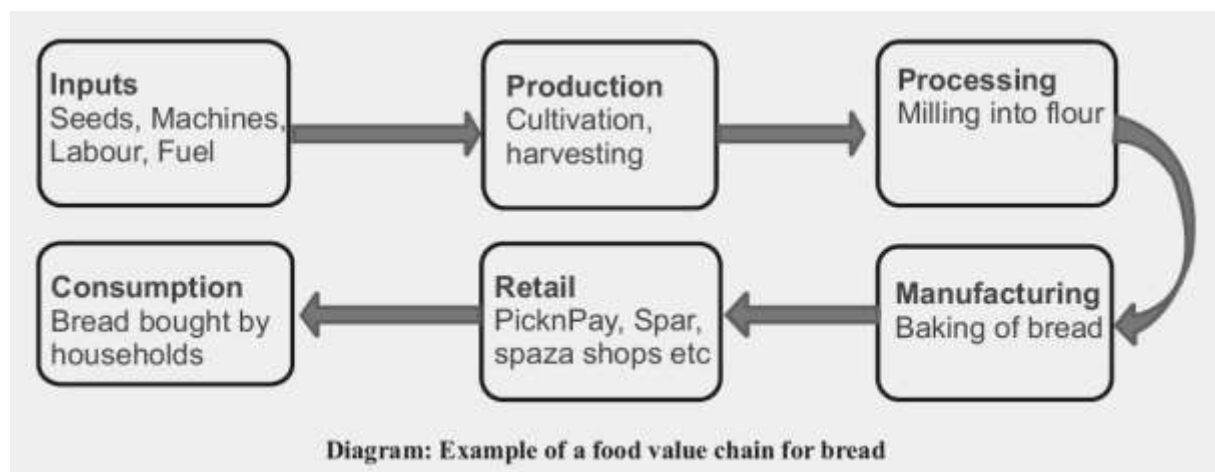 Inputs
Seeds, Machines,
Labour, Fuel
Production
Cultivation,
harvesting
Processing
Milling into flour
Manufacturing
Baking of bread
Retail
PicknPay, Spar,
spaza shops etc
Consumption
Bread bought by
households
Diagram: Example of a food value chain for bread